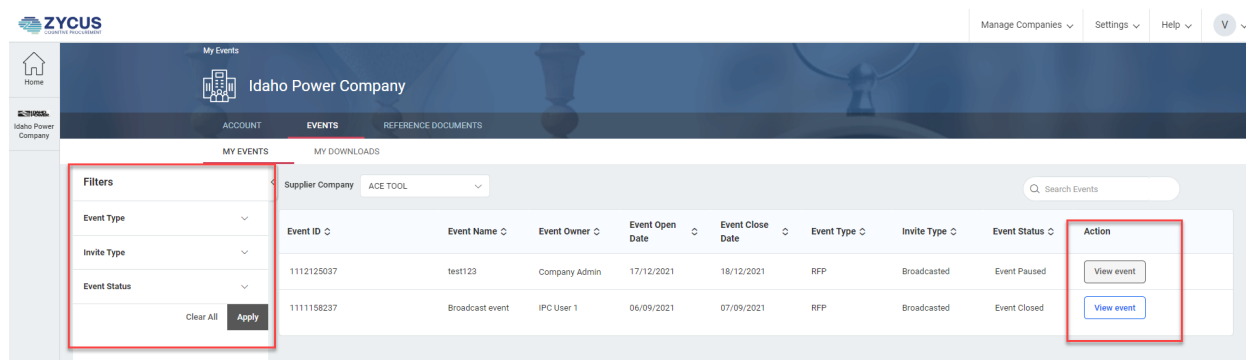 ZYCUS
COGNITIVE PROCUREMENT
Manage Companies
Settings
Help
V
Home
Idaho Power
Company
My Events
Idaho Power Company
ACCOUNT
EVENTS
REFERENCE DOCUMENTS
MY EVENTS
MY DOWNLOADS
Filters
Event Type
Invite Type
Event Status
Clear All
Apply
Supplier Company
ACE TOOL
Search Events
Event ID
Event Name
Event Owner
Event Open
Date
Event Close
Date
Event Type
Invite Type
Event Status
Action
1112125037
test123
Company Admin
17/12/2021
18/12/2021
RFP
Broadcasted
Event Paused
View event
1111158237
Broadcast event
IPC User 1
06/09/2021
07/09/2021
RFP
Broadcasted
Event Closed
View event